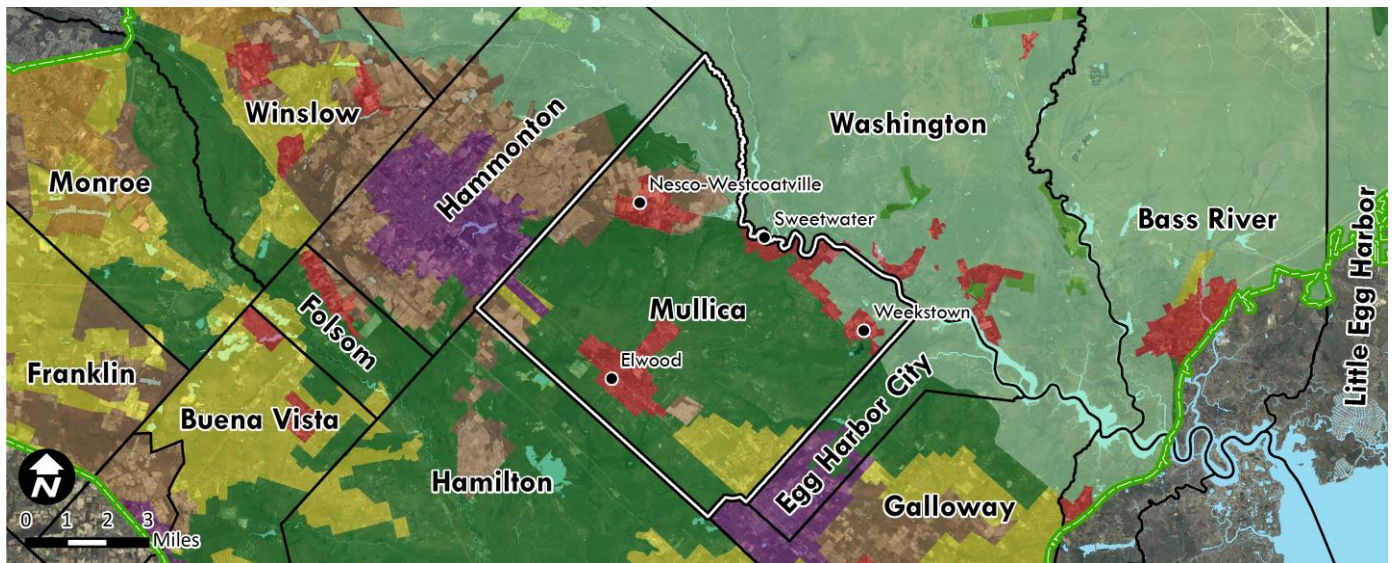 Winslow
Hammonton
Washington
Monroe
Nesco-Westcoatville
Sweetwater
Bass River
Little Egg Harbor
Folsom
Mullica
Weekstown
Franklin
Elwood
Buena Vista
Egg Harbor City
Hamilton
Galloway
N
0 1 2 3
Miles